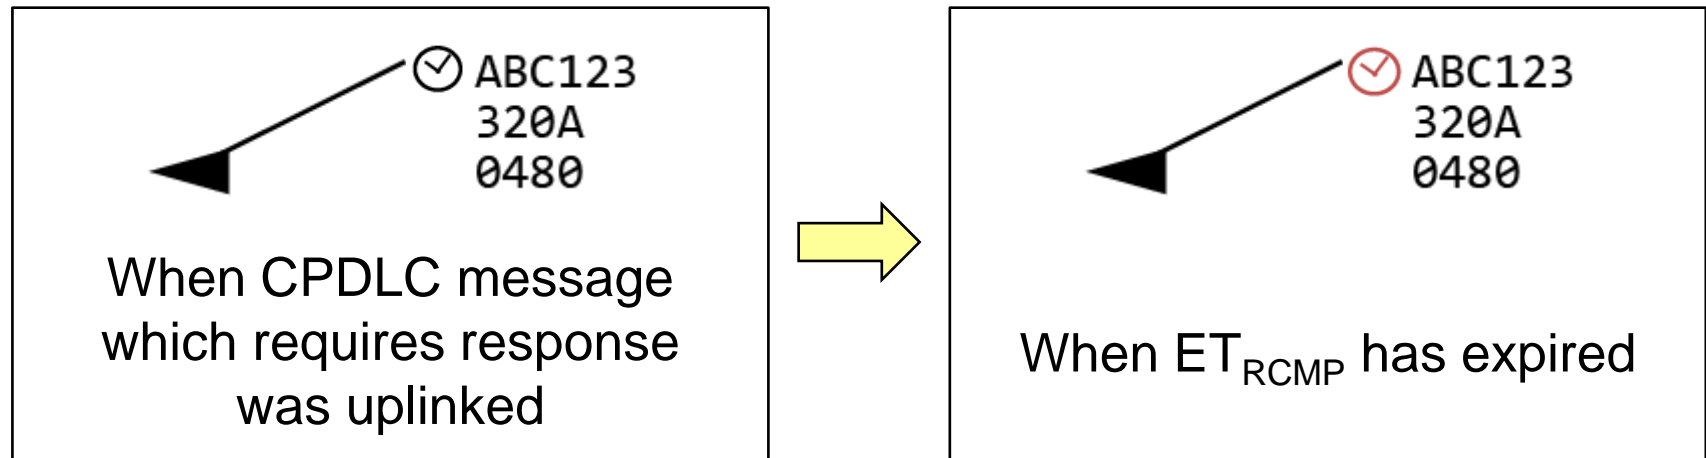 ABC123
320A
0480
When CPDLC message
which requires response
was uplinked
ABC123
320A
0480
When ETRCMP has expired